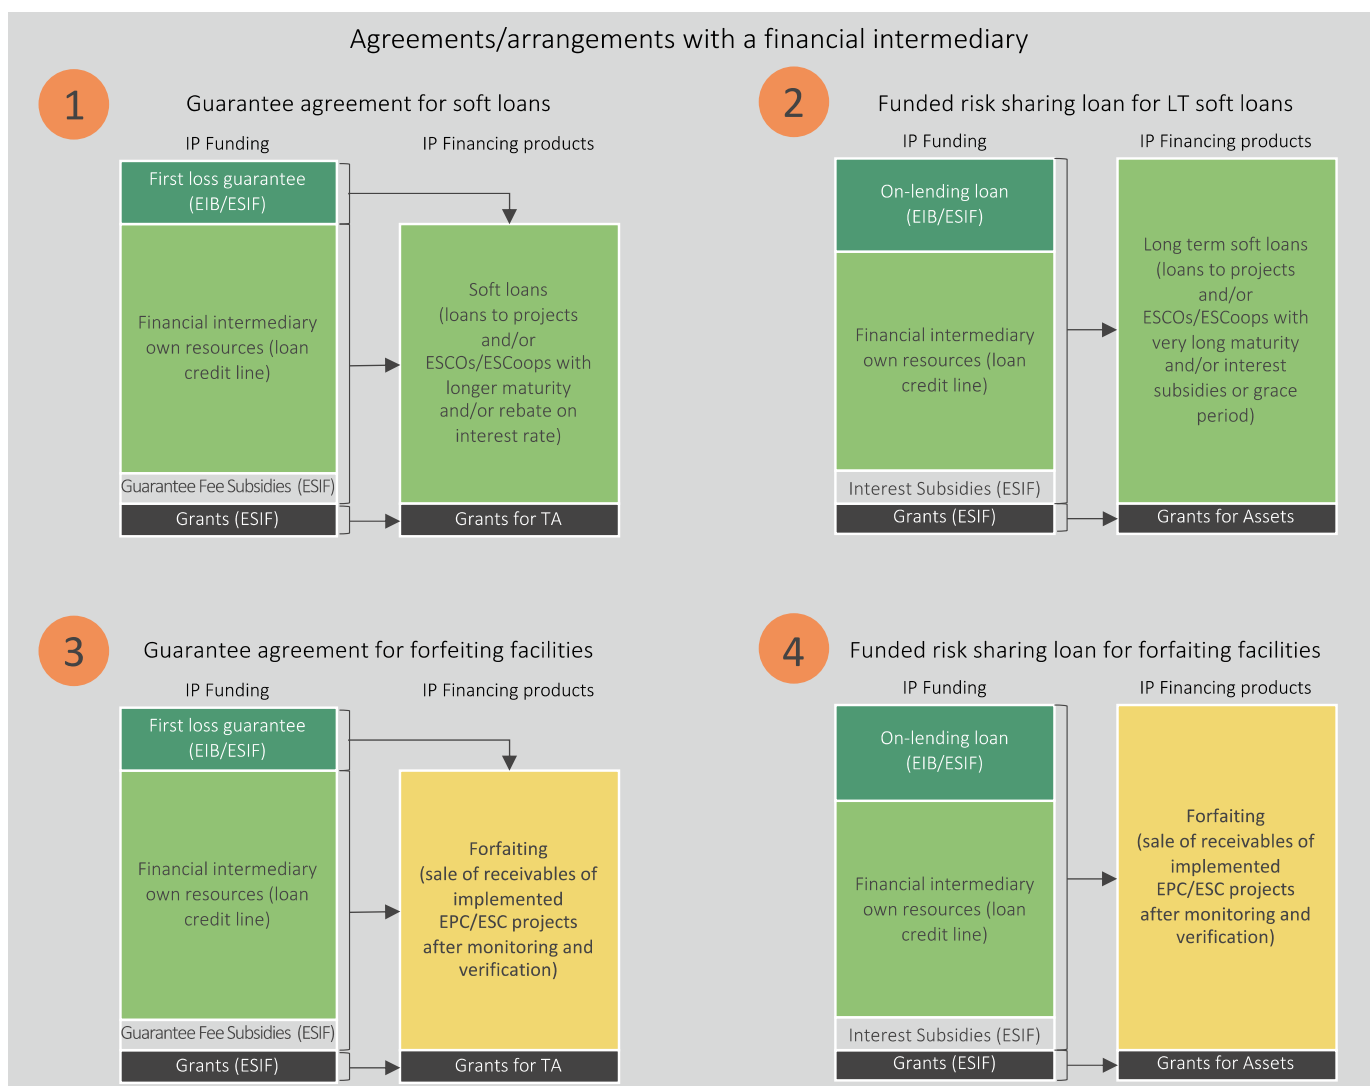 Agreements/arrangements with a financial intermediary
1
Guarantee agreement for soft loans
IP Funding
IP Financing products
First loss guarantee
(EIB/ESIF)
Financial intermediary
own resources (loan
credit line)
Guarantee Fee Subsidies (ESIF)
Grants (ESIF)
Soft loans
(loans to projects
and/or
ESCOs/ESCoops with
longer maturity
and/or rebate on
interest rate)
Grants for TA
2
Funded risk sharing loan for LT soft loans
IP Funding
IP Financing products
On-lending loan
(EIB/ESIF)
Financial intermediary
own resources (loan
credit line)
Interest Subsidies (ESIF)
Grants (ESIF)
Long term soft loans
(loans to projects
and/or
ESCOs/ESCoops with
very long maturity
and/or interest
subsidies or grace
period)
Grants for Assets
3
Guarantee agreement for forfeiting facilities
IP Funding
IP Financing products
First loss guarantee
(EIB/ESIF)
Financial intermediary
own resources (loan
credit line)
Guarantee Fee Subsidies (ESIF)
Grants (ESIF)
Forfaiting
(sale of receivables of
implemented
EPC/ESC projects
after monitoring and
verification)
Grants for TA
4
Funded risk sharing loan for forfaiting facilities
IP Funding
IP Financing products
On-lending loan
(EIB/ESIF)
Financial intermediary
own resources (loan
credit line)
Interest Subsidies (ESIF)
Grants (ESIF)
Forfaiting
(sale of receivables of
implemented
EPC/ESC projects
after monitoring and
verification)
Grants for Assets